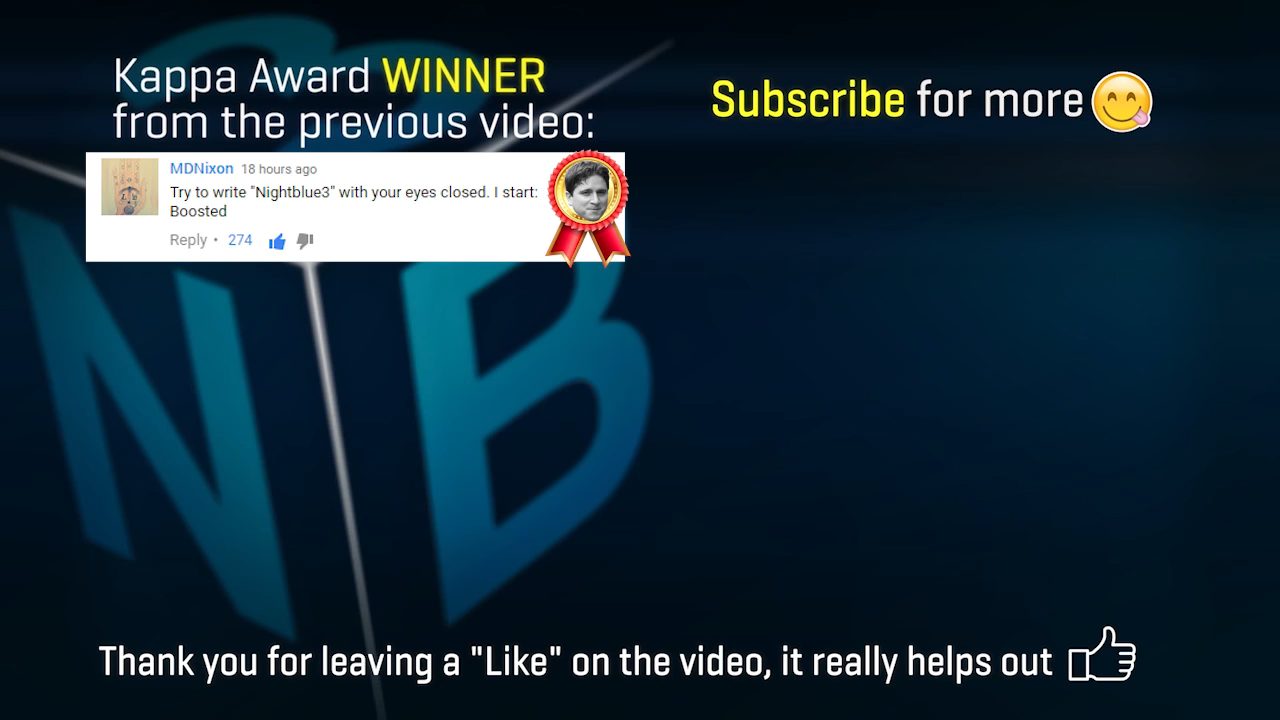 Kappa Award WINNER
from the previous video:
Subscribe for more
MDNixon 18 hours ago
Try to write "Nightblue3" with your eyes closed. I start:
Boosted
Reply • 274
N B 3
Thank you for leaving a "Like" on the video, it really helps out